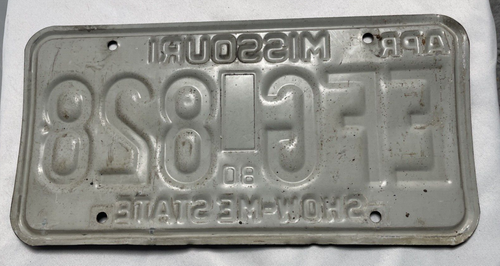 APR MISSOURI
EFG 828
80
SHOW-ME STATE